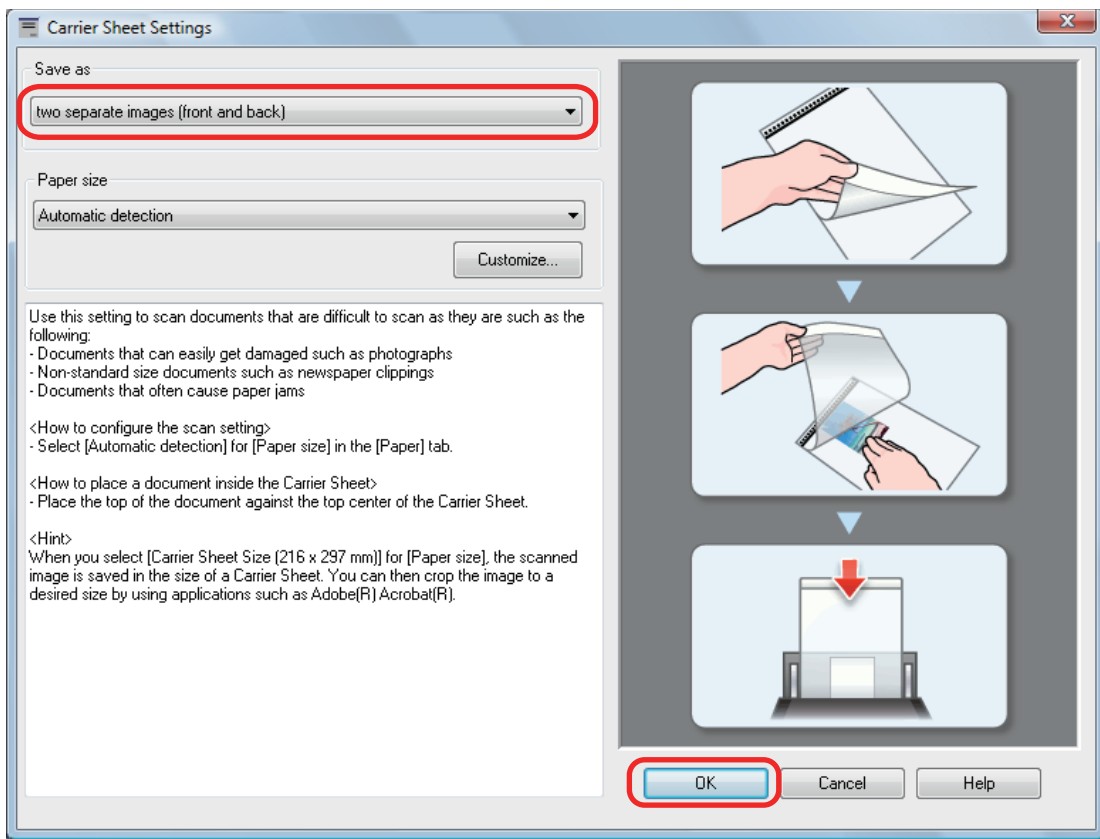 Carrier Sheet Settings
Save as
two separate images (front and back)
Paper size
Automatic detection
Customize...
Use this setting to scan documents that are difficult to scan as they are such as the
following:
- Documents that can easily get damaged such as photographs
- Non-standard size documents such as newspaper clippings
- Documents that often cause paper jams
<How to configure the scan setting>
- Select [Automatic detection] for [Paper size] in the [Paper] tab.
<How to place a document inside the Carrier Sheet>
- Place the top of the document against the top center of the Carrier Sheet.
<Hint>
When you select [Carrier Sheet Size (216 x 297 mm)] for [Paper size], the scanned
image is saved in the size of a Carrier Sheet. You can then crop the image to a
desired size by using applications such as Adobe(R) Acrobat(R).
OK
Cancel
Help